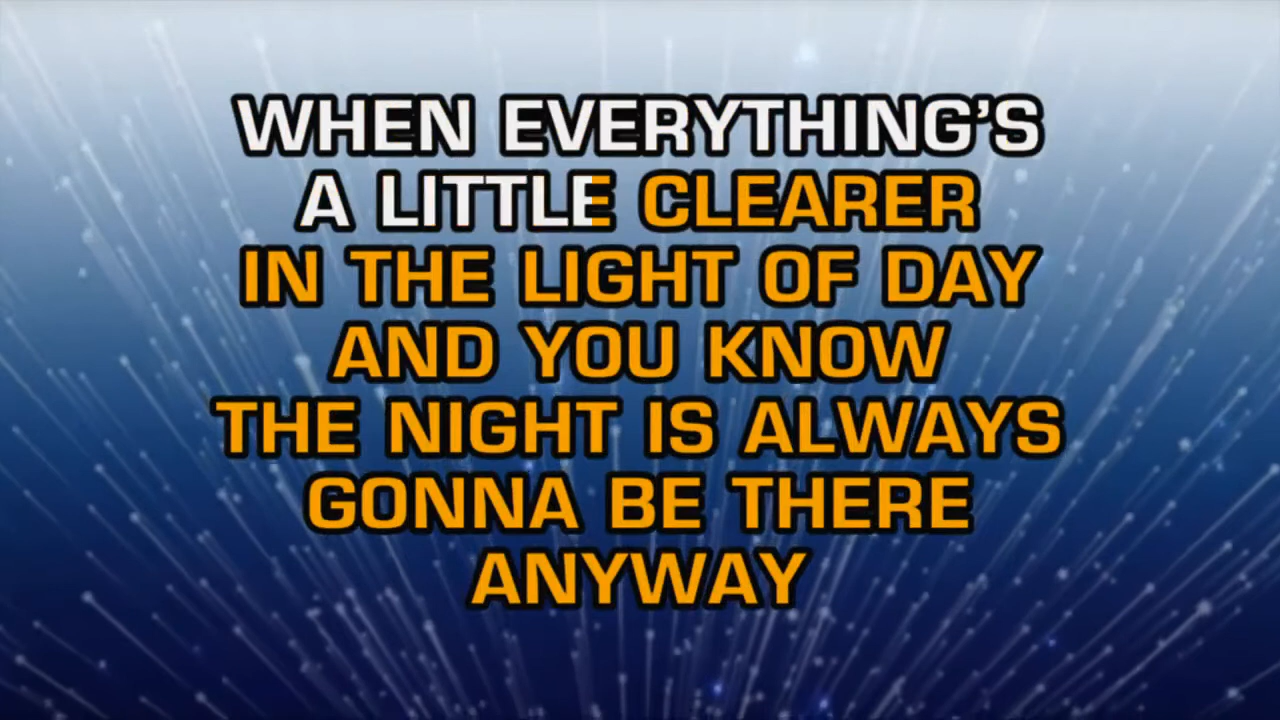 WHEN EVERYTHING'S
A LITTLE CLEARER
IN THE LIGHT OF DAY
AND YOU KNOW
THE NIGHT IS ALWAYS
GONNA BE THERE
ANYWAY